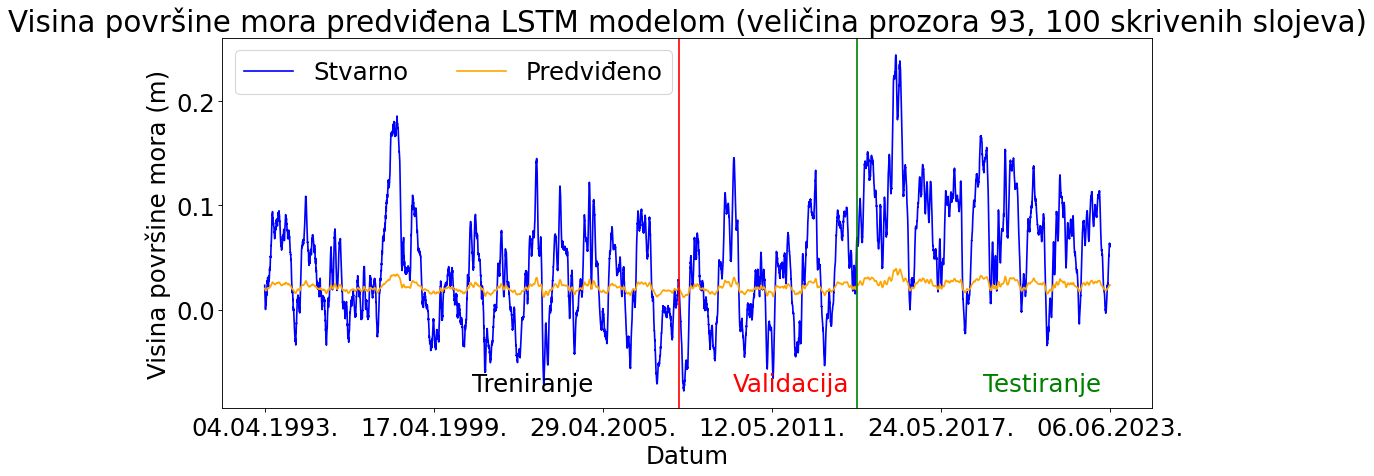 Visina površine mora predviđena LSTM modelom (veličina prozora 93, 100 skrivenih slojeva)
Stvarno
Predviđeno
Visina površine mora (m)
0.2
0.1
0.0
Treniranje
Validacija
Testiranje
04.04.1993.
17.04.1999.
29.04.2005.
12.05.2011.
24.05.2017.
06.06.2023.
Datum